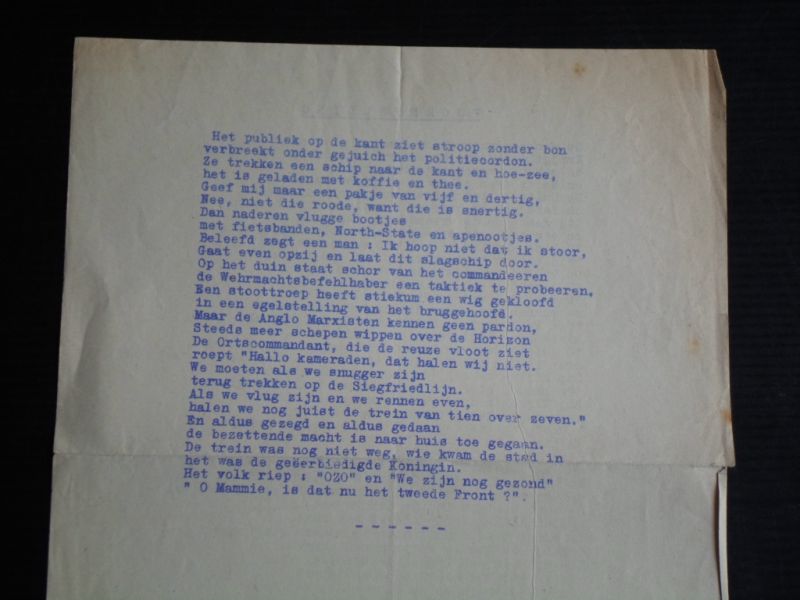 Het publiek op de kant ziet stroop zonder bon
verbreekt onder gejuich het politiecordon.
Ze trekken een schip naar de kant en hoe-zee,
het is geladen met koffie en thee.
Geef mij maar een pakje van vijf en dertig,
Nee, niet die roode, want die is snertig.
Dan naderen vlugge bootjes
met fietsbanden, North-State en apenootjes.
Beleefd zegt een man : Ik hoop niet dat ik stoor,
Gaat even opzij en laat dit slagschip door.
Op het duin staat schor van het commandeeren
de Wehrmachtsbefehlhaber een taktiek te probeeren,
Een stoottroep heeft stiekum een wig gekloofd
in een egelstelling van het bruggehoofd.
Maar de Anglo Marxisten kennen geen pardon,
Steeds meer schepen wippen over de Horizon
De Ortscommandant, die de reuze vloot ziet
roept "Hallo kameraden, dat halen wij niet.
We moeten als we snugger zijn
terug trekken op de Siegfriedlijn.
Als we vlug zijn en we rennen even,
halen we nog juist de trein van tien over zeven."
En aldus gezegd en aldus gedaan
de bezettende macht is naar huis toe gegaan.
De trein was nog niet weg, wie kwam de stad in
het was de geëerbiedigde Koningin.
Het volk riep : "OZO" en "We zijn nog gezond"
" O Mammie, is dat nu het tweede Front ?".
- - - - - -